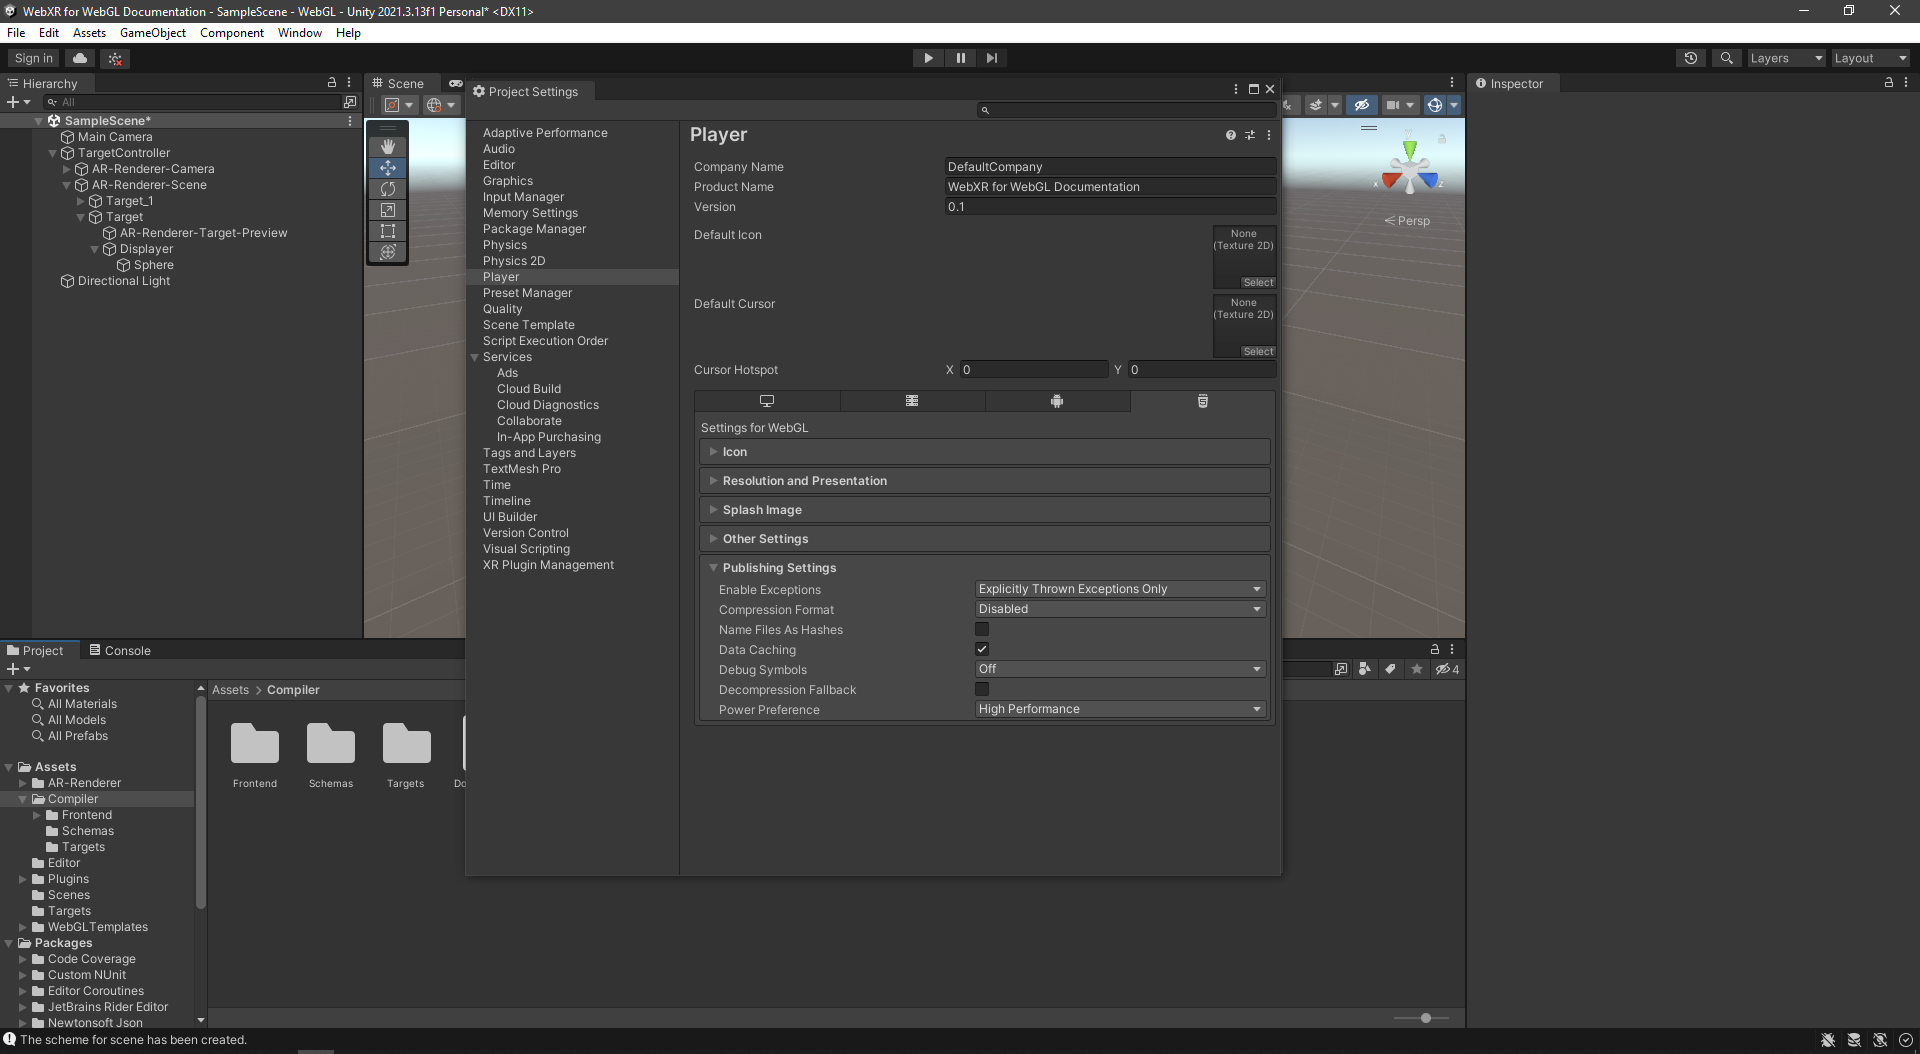 WebXR for WebGL Documentation - SampleScene - WebGL - Unity 2021.3.13f1 Personal* <DX11>
File Edit Assets GameObject Component Window Help
Sign in
Layers
Layout
Hierarchy
All
SampleScene*
Main Camera
TargetController
AR-Renderer-Camera
AR-Renderer-Scene
Target_1
Target
AR-Renderer-Target-Preview
Displayer
Sphere
Directional Light
Scene
Persp
Inspector
Project Settings
Adaptive Performance
Audio
Editor
Graphics
Input Manager
Memory Settings
Package Manager
Physics
Physics 2D
Player
Preset Manager
Quality
Scene Template
Script Execution Order
Services
Ads
Cloud Build
Cloud Diagnostics
Collaborate
In-App Purchasing
Tags and Layers
TextMesh Pro
Time
Timeline
UI Builder
Version Control
Visual Scripting
XR Plugin Management
Player
Company Name DefaultCompany
Product Name WebXR for WebGL Documentation
Version 0.1
Default Icon
None
(Texture 2D)
Select
Default Cursor
None
(Texture 2D)
Select
Cursor Hotspot X 0 Y 0
Settings for WebGL
Icon
Resolution and Presentation
Splash Image
Other Settings
Publishing Settings
Enable Exceptions Explicitly Thrown Exceptions Only
Compression Format Disabled
Name Files As Hashes
Data Caching
Debug Symbols Off
Decompression Fallback
Power Preference High Performance
Project
Console
4
Favorites
All Materials
All Models
All Prefabs
Assets
AR-Renderer
Compiler
Frontend
Schemas
Targets
Editor
Plugins
Scenes
Targets
WebGLTemplates
Packages
Code Coverage
Custom NUnit
Editor Coroutines
JetBrains Rider Editor
Newtonsoft Json
Assets > Compiler
Frontend
Schemas
Targets
Do
The scheme for scene has been created.